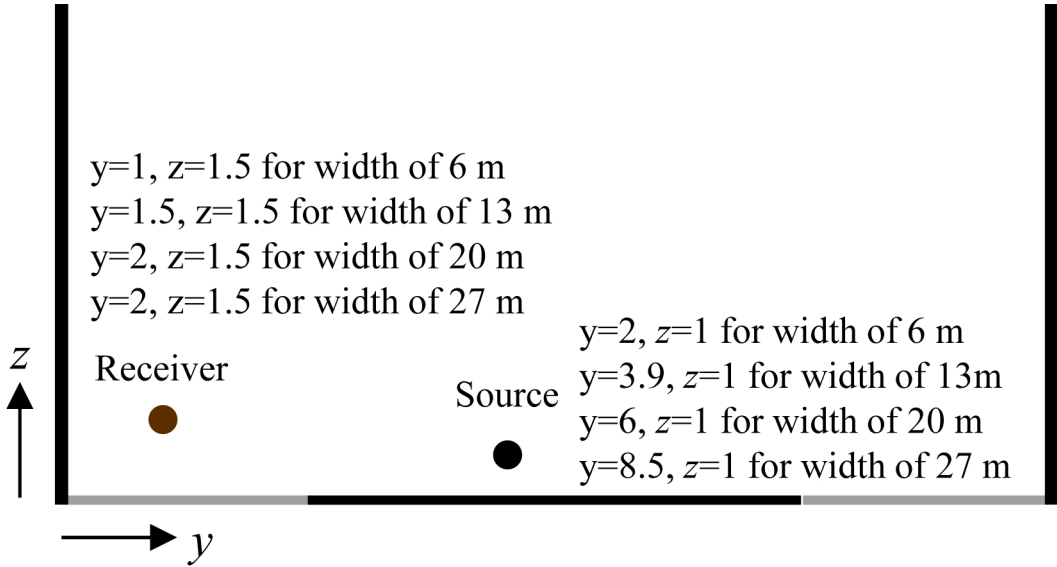 y=1, z=1.5 for width of 6 m
y=1.5, z=1.5 for width of 13 m
y=2, z=1.5 for width of 20 m
y=2, z=1.5 for width of 27 m
y=2, z=1 for width of 6 m
y=3.9, z=1 for width of 13m
y=6, z=1 for width of 20 m
y=8.5, z=1 for width of 27 m
Receiver
Source
z
y